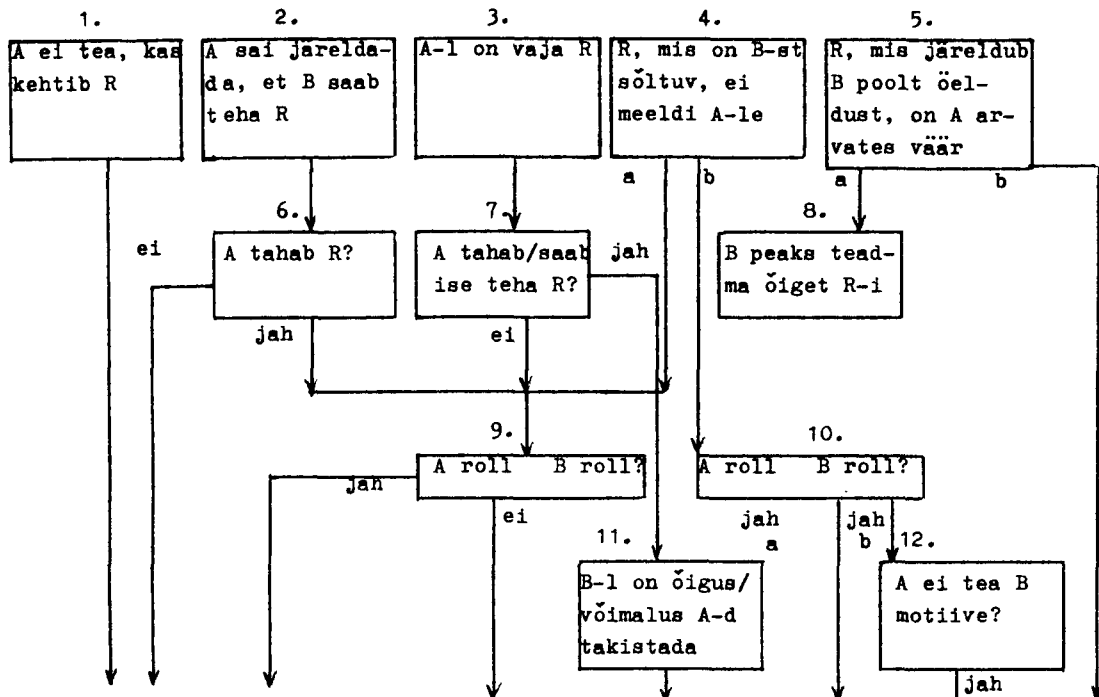 1.
A ei tea, kas
kehtib R
2.
A sai järelda-
da, et B saab
teha R
3.
A-l on vaja R
4.
R, mis on B-st
sõltuv, ei
meeldi A-le
a
b
5.
R, mis järeldub
B poolt öel-
dust, on A ar-
vates väär
a
b
6.
A tahab R?
ei
jah
7.
A tahab/saab
ise teha R?
jah
ei
8.
B peaks tead-
ma õiget R-i
9.
A roll B roll?
jah
ei
10.
A roll B roll?
jah
a
jah
b
11.
B-l on õigus/
võimalus A-d
takistada
12.
A ei tea B
motiive?
jah